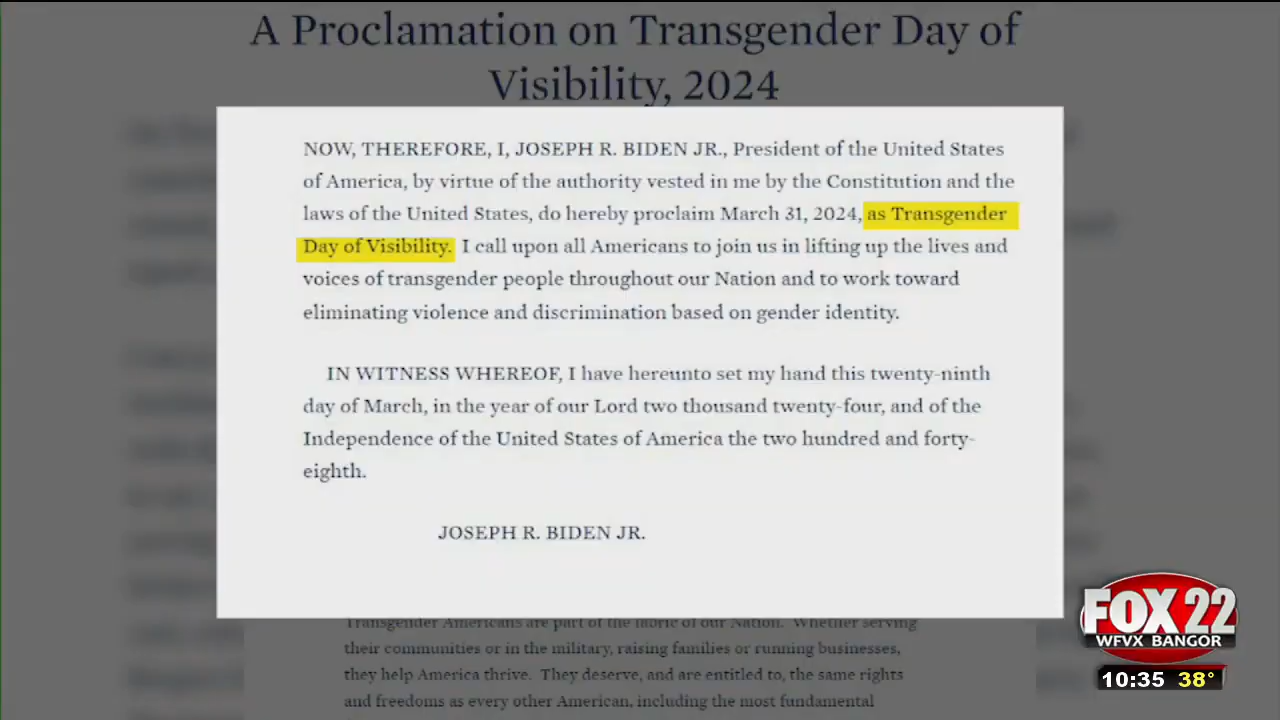 A Proclamation on Transgender Day of
Visibility, 2024
NOW, THEREFORE, I, JOSEPH R. BIDEN JR., President of the United States
of America, by virtue of the authority vested in me by the Constitution and the
laws of the United States, do hereby proclaim March 31, 2024, as Transgender
Day of Visibility. I call upon all Americans to join us in lifting up the lives and
voices of transgender people throughout our Nation and to work toward
eliminating violence and discrimination based on gender identity.
IN WITNESS WHEREOF, I have hereunto set my hand this twenty-ninth
day of March, in the year of our Lord two thousand twenty-four, and of the
Independence of the United States of America the two hundred and forty-
eighth.
JOSEPH R. BIDEN JR.
Transgender Americans are part of the fabric of our Nation. Whether serving
their communities or in the military, raising families or running businesses,
they help America thrive. They deserve, and are entitled to, the same rights
and freedoms as every other American, including the most fundamental
FOX 22
WFVX BANGOR
10:35 38°